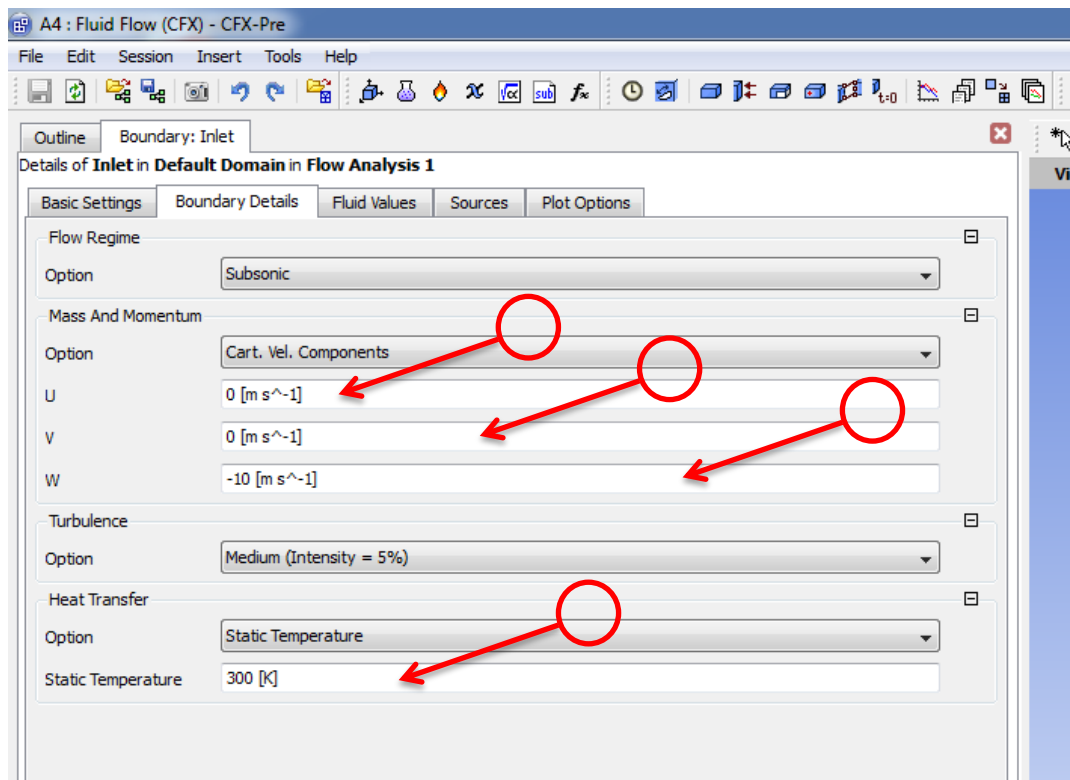 A4 : Fluid Flow (CFX) - CFX-Pre
File Edit Session Insert Tools Help
√α sub f× t=0
Outline Boundary: Inlet
Details of Inlet in Default Domain in Flow Analysis 1
Basic Settings Boundary Details Fluid Values Sources Plot Options
Flow Regime
Option Subsonic
Mass And Momentum
Option Cart. Vel. Components
U 0 [m s^-1]
V 0 [m s^-1]
W -10 [m s^-1]
Turbulence
Option Medium (Intensity = 5%)
Heat Transfer
Option Static Temperature
Static Temperature 300 [K]